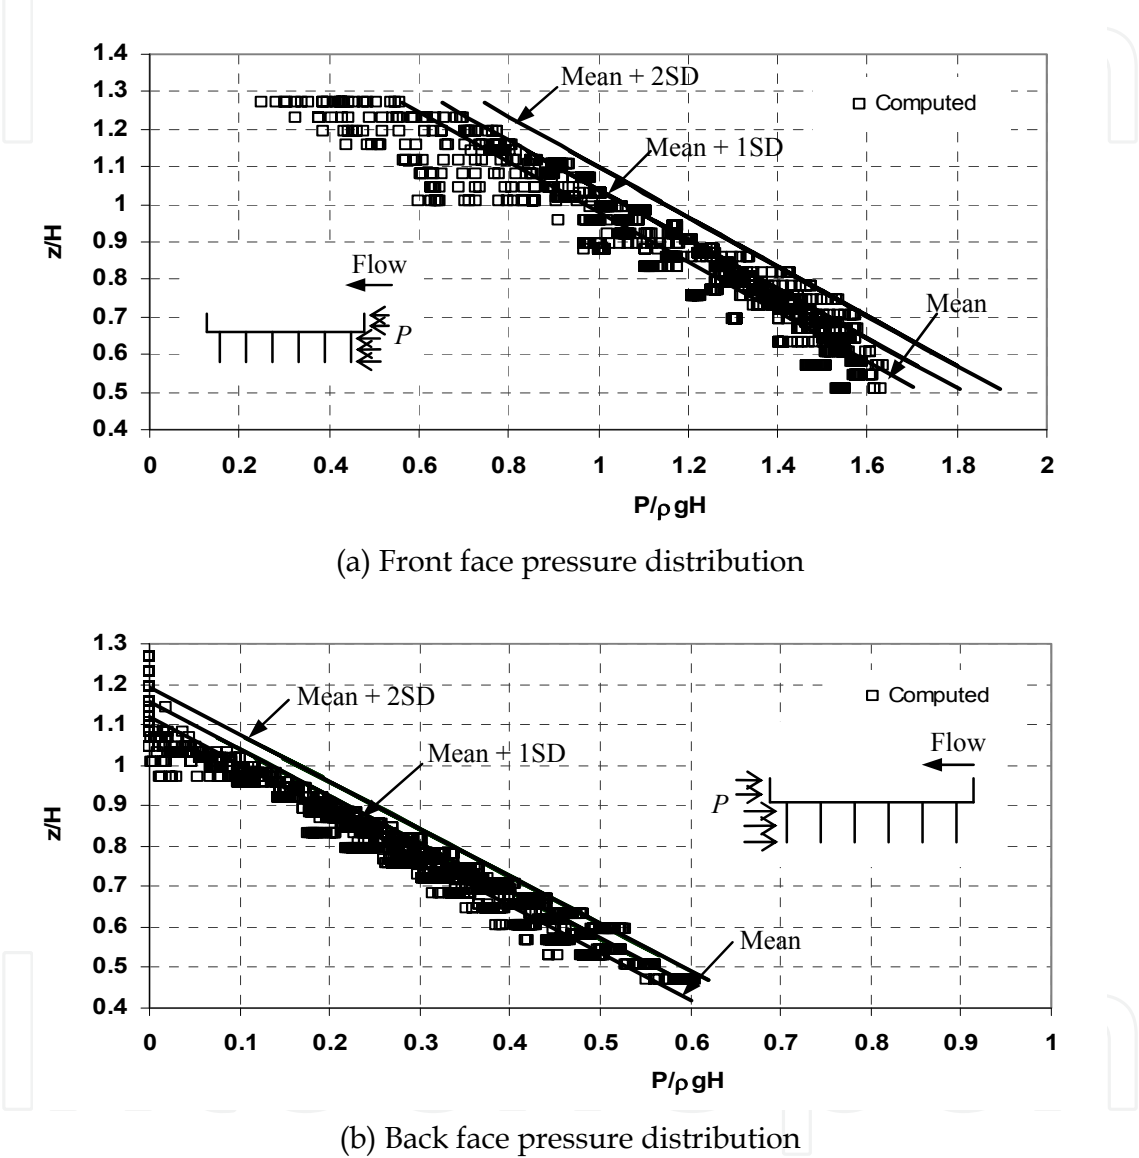 1.4
1.3
1.2
1.1
1
0.9
0.8
0.7
0.6
0.5
0.4
z/H
Mean + 2SD
Computed
Mean + 1SD
Flow
Mean
P
0 0.2 0.4 0.6 0.8 1 1.2 1.4 1.6 1.8 2
P/ρ gH
(a) Front face pressure distribution
1.3
1.2
1.1
1
0.9
0.8
0.7
0.6
0.5
0.4
z/H
Mean + 2SD
Computed
Mean + 1SD
Flow
P
Mean
0 0.1 0.2 0.3 0.4 0.5 0.6 0.7 0.8 0.9 1
P/ρ gH
(b) Back face pressure distribution